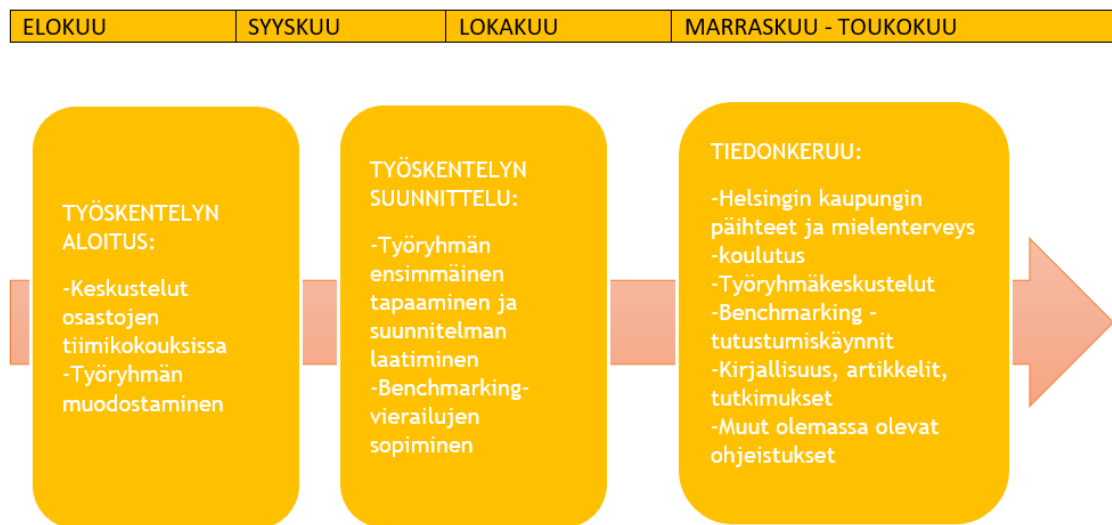 ELOKUU SYYSKUU LOKAKUU MARRASKUU - TOUKOKUU
TYÖSKENTELYN
ALOITUS:
-Keskustelut
osastojen
tiimikokouksissa
-Työryhmän
muodostaminen
TYÖSKENTELYN
SUUNNITTELU:
-Työryhmän
ensimmäinen
tapaaminen ja
suunnitelman
laatiminen
-Benchmarking-
vierailujen
sopiminen
TIEDONKERUU:
-Helsingin kaupungin
päihteet ja mielenterveys
-koulutus
-Työryhmäkeskustelut
-Benchmarking -
tutustumiskäynnit
-Kirjallisuus, artikkelit,
tutkimukset
-Muut olemassa olevat
ohjeistukset